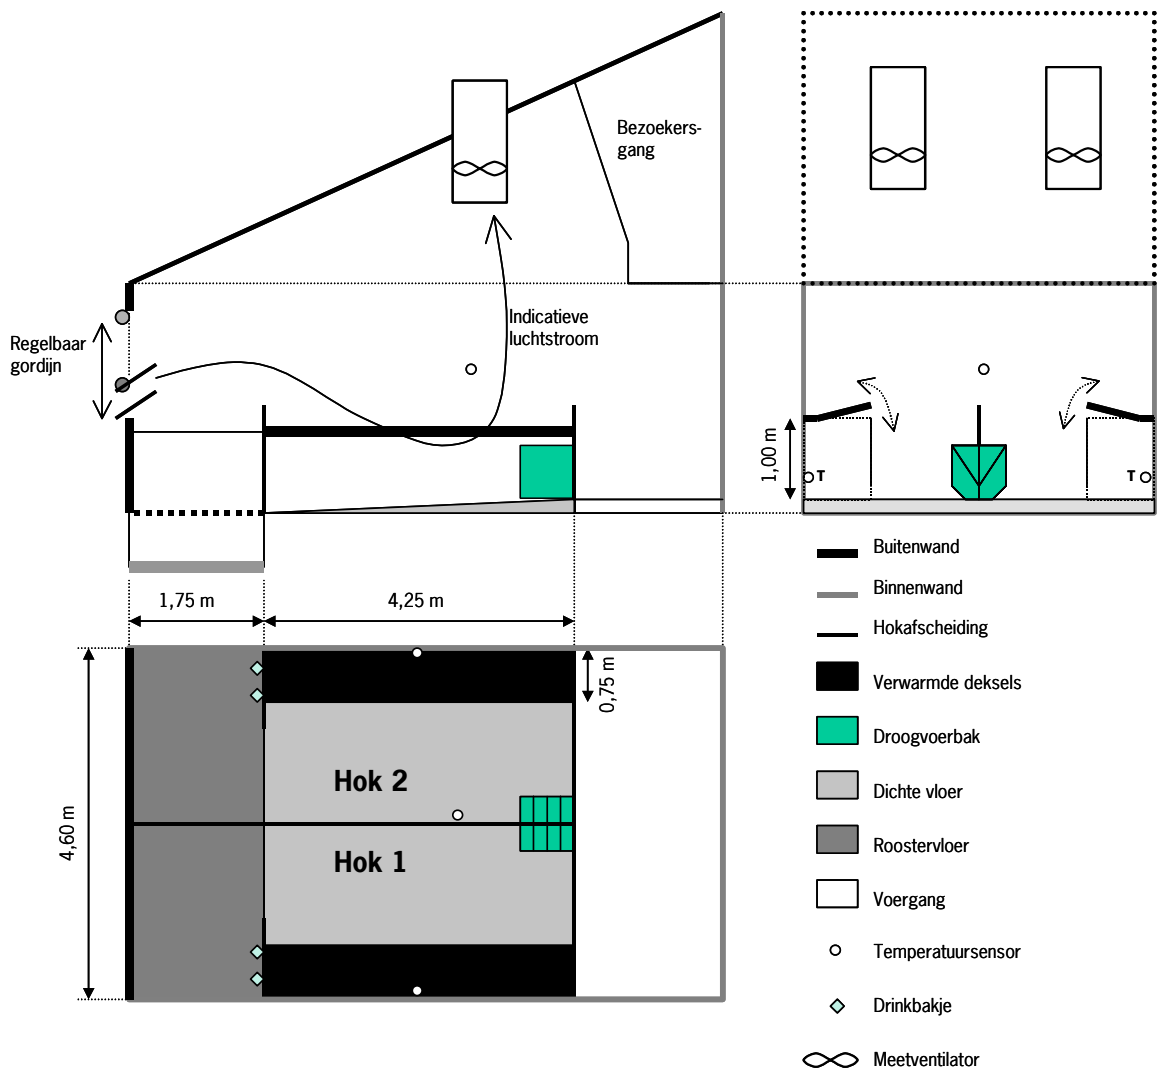 Bezoekers-
gang
Indicatieve
luchtstroom
Regelbaar
gordijn
1,00 m
T
T
1,75 m
4,25 m
0,75 m
4,60 m
Hok 2
Hok 1
Buitenwand
Binnenwand
Hokafscheiding
Verwarmde deksels
Droogvoerbak
Dichte vloer
Roostervloer
Voergang
Temperatuursensor
Drinkbakje
Meetventilator